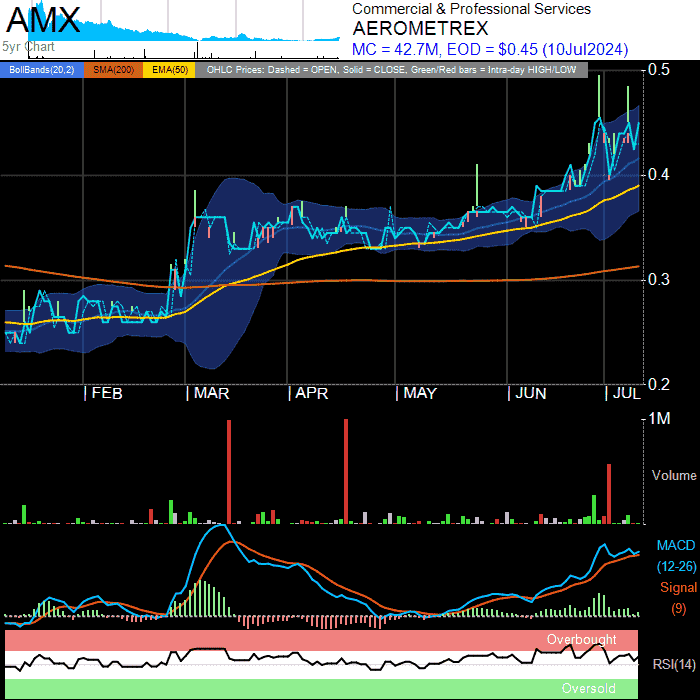 AMX
Commercial & Professional Services
AEROMETREX
MC = 42.7M, EOD = $0.45 (10Jul2024)
5yr Chart
BollBands(20,2) SMA(200) EMA(50) OHLC Prices: Dashed = OPEN, Solid = CLOSE, Green/Red bars = Intra-day HIGH/LOW
0.5
0.4
0.3
0.2
| FEB | MAR | APR | MAY | JUN | JUL
1M
Volume
MACD
(12-26)
Signal
(9)
Overbought
RSI(14)
Oversold